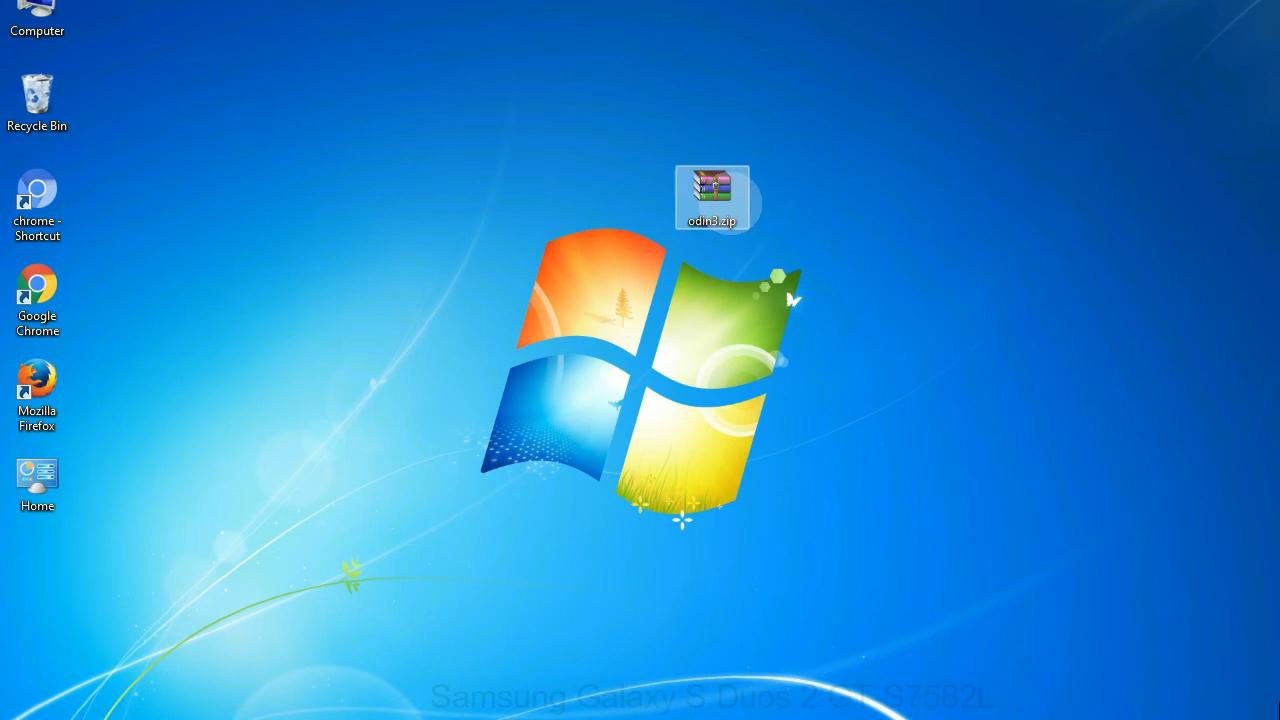 Computer
Recycle Bin
chrome -
Shortcut
Google
Chrome
Mozilla
Firefox
Home
odin3.zip
Samsung Galaxy S Duos 2 GT-S7582L